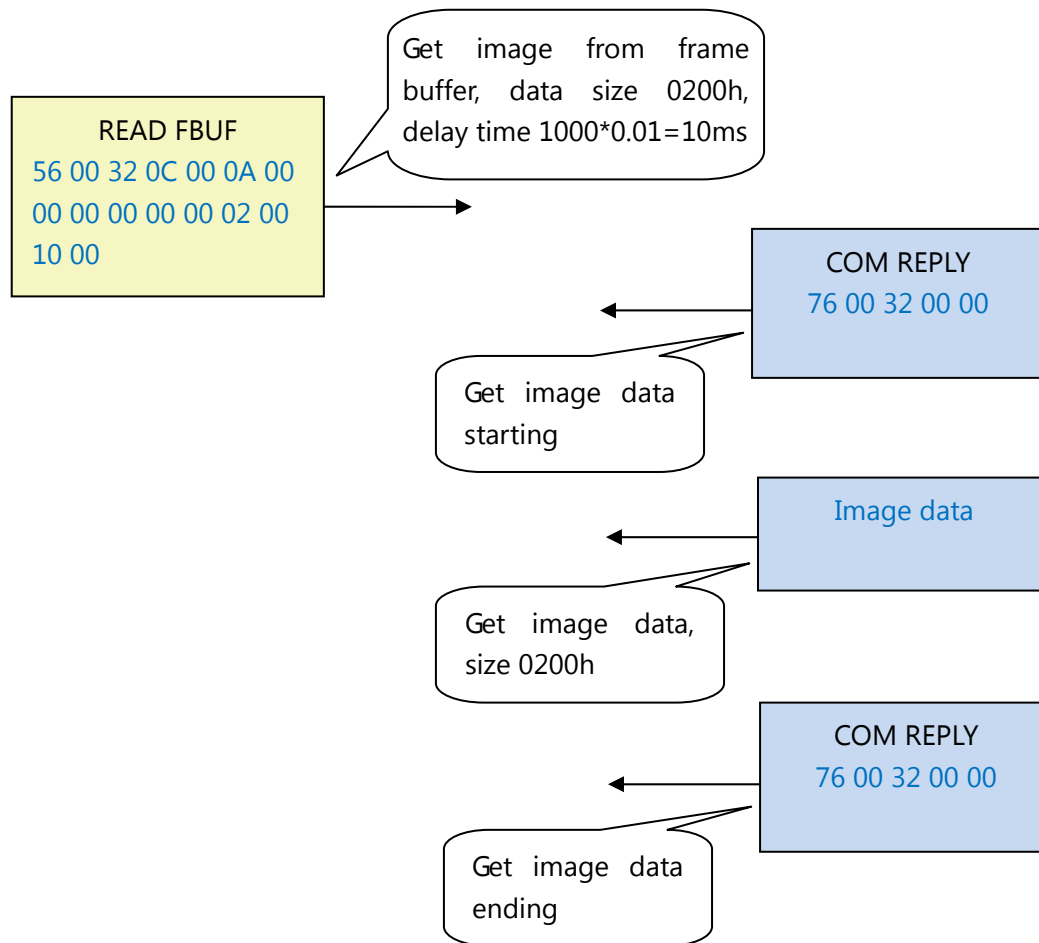 Get image from frame
buffer, data size 0200h,
delay time 1000*0.01=10ms
READ FBUF
56 00 32 0C 00 0A 00
00 00 00 00 00 02 00
10 00
COM REPLY
76 00 32 00 00
Get image data
starting
Image data
Get image data,
size 0200h
COM REPLY
76 00 32 00 00
Get image data
ending